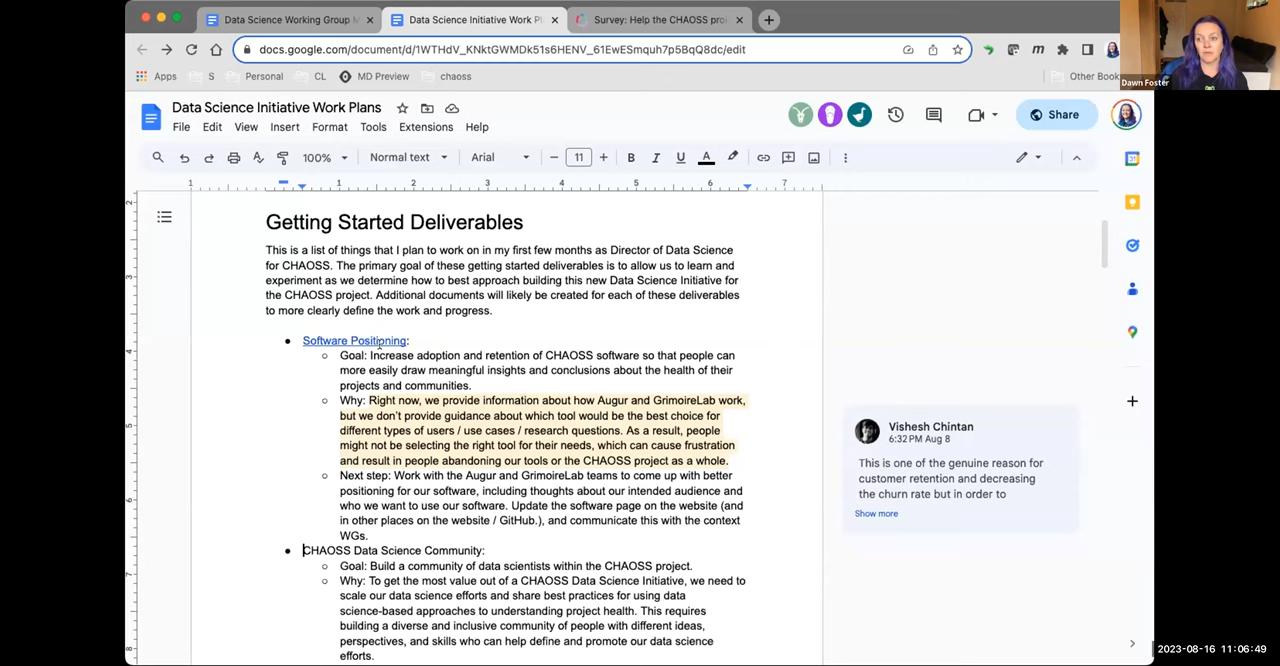 Data Science Working Group M
Data Science Initiative Work Pl
Survey: Help the CHAOSS pro
docs.google.com/document/d/1WTHdV_KNktGWMDk51s6HENV_61EwESmquh7p5BqQ8dc/edit
Apps
S
Personal
CL
MD Preview
chaoss
Other Book
Dawn Foster
Data Science Initiative Work Plans
File Edit View Insert Format Tools Extensions Help
Share
100%
Normal text
Arial
11
B I U A
1 1 2 3 4 5 6 7
Getting Started Deliverables
This is a list of things that I plan to work on in my first few months as Director of Data Science
for CHAOSS. The primary goal of these getting started deliverables is to allow us to learn and
experiment as we determine how to best approach building this new Data Science Initiative for
the CHAOSS project. Additional documents will likely be created for each of these deliverables
to more clearly define the work and progress.
Software Positioning:
Goal: Increase adoption and retention of CHAOSS software so that people can
more easily draw meaningful insights and conclusions about the health of their
projects and communities.
Why: Right now, we provide information about how Augur and GrimoireLab work,
but we don't provide guidance about which tool would be the best choice for
different types of users / use cases / research questions. As a result, people
might not be selecting the right tool for their needs, which can cause frustration
and result in people abandoning our tools or the CHAOSS project as a whole.
Next step: Work with the Augur and GrimoireLab teams to come up with better
positioning for our software, including thoughts about our intended audience and
who we want to use our software. Update the software page on the website (and
in other places on the website / GitHub.), and communicate this with the context
WGs.
CHAOSS Data Science Community:
Goal: Build a community of data scientists within the CHAOSS project.
Why: To get the most value out of a CHAOSS Data Science Initiative, we need to
scale our data science efforts and share best practices for using data
science-based approaches to understanding project health. This requires
building a diverse and inclusive community of people with different ideas,
perspectives, and skills who can help define and promote our data science
efforts.
Vishesh Chintan
6:32 PM Aug 8
This is one of the genuine reason for
customer retention and decreasing
the churn rate but in order to
Show more
2023-08-16 11:06:49